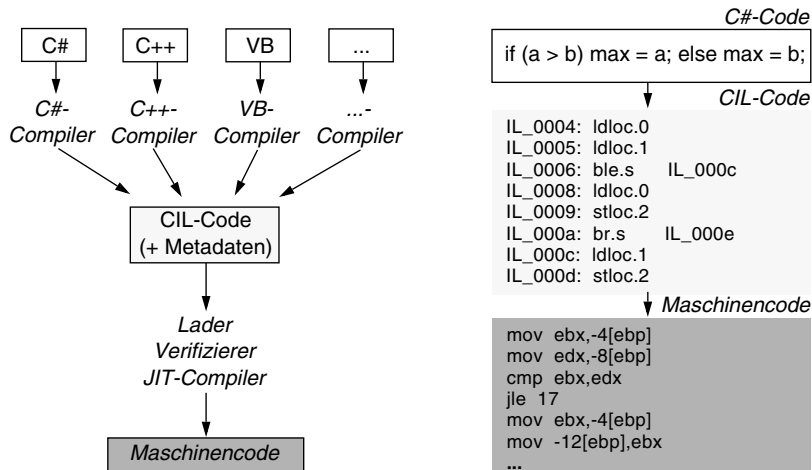 C#
C++
VB
...
C#-
Compiler
C++-
Compiler
VB-
Compiler
...-
Compiler
CIL-Code
(+ Metadaten)
Lader
Verifizierer
JIT-Compiler
Maschinencode
C#-Code
if (a > b) max = a; else max = b;
CIL-Code
IL_0004: ldloc.0
IL_0005: ldloc.1
IL_0006: ble.s IL_000c
IL_0008: ldloc.0
IL_0009: stloc.2
IL_000a: br.s IL_000e
IL_000c: ldloc.1
IL_000d: stloc.2
Maschinencode
mov ebx,-4[ebp]
mov edx,-8[ebp]
cmp ebx,edx
jle 17
mov ebx,-4[ebp]
mov -12[ebp],ebx
...